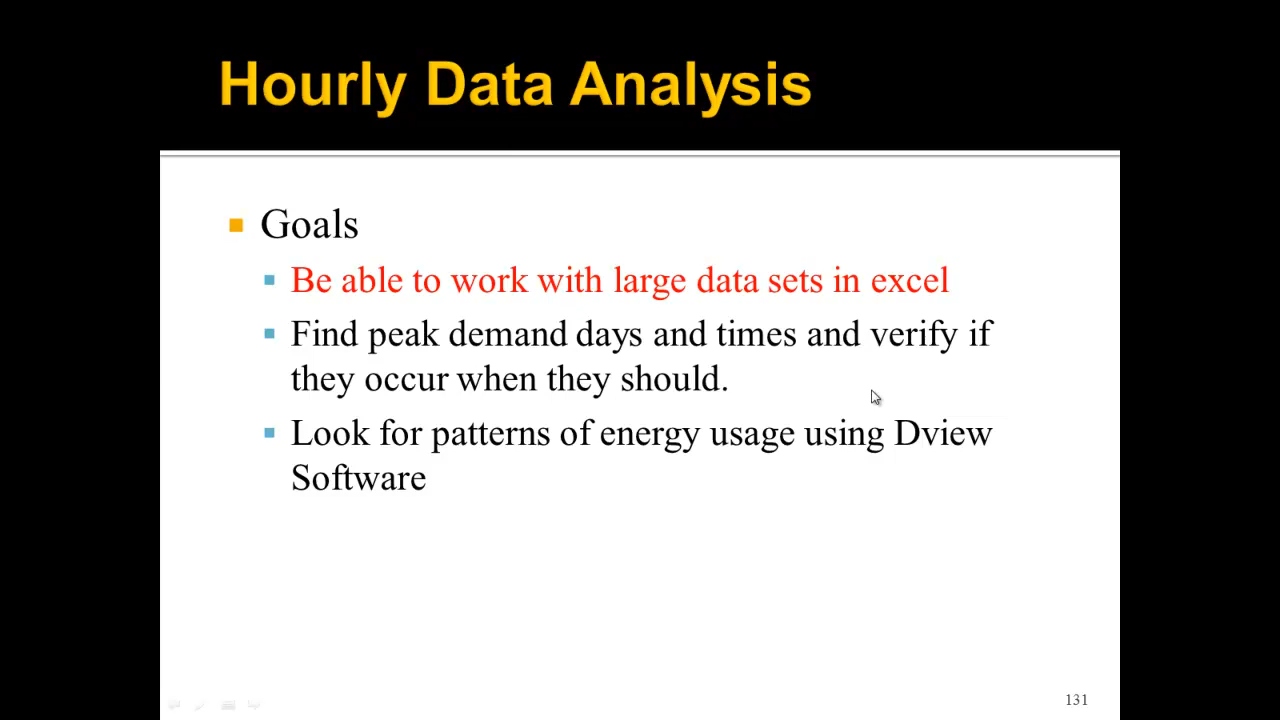 Hourly Data Analysis
Goals
Be able to work with large data sets in excel
Find peak demand days and times and verify if
they occur when they should.
Look for patterns of energy usage using Dview
Software
131